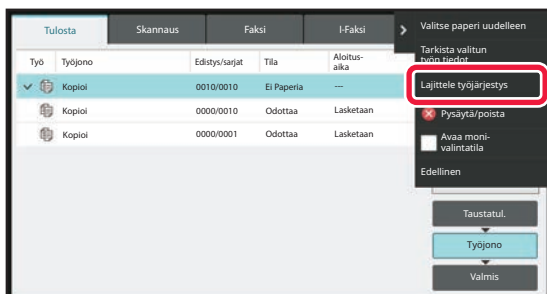 Tulosta
Skannaus
Faksi
I-Faksi
Työ
Työjono
Edistys/sarjat
Tila
Aloitus-
aika
Kopioi
0010/0010
Ei Paperia
---
Kopioi
0000/0010
Odottaa
Lasketaan
Kopioi
0000/0001
Odottaa
Lasketaan
Valitse paperi uudelleen
Tarkista valitun
työn tiedot
Lajittele työjärjestys
Pysäytä/poista
Avaa moni-
valintatila
Edellinen
Taustatul.
Työjono
Valmis